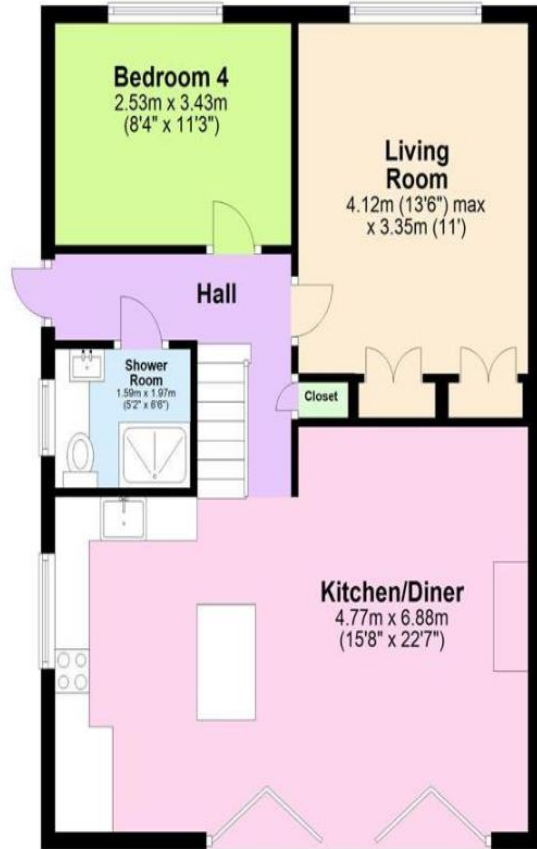 Bedroom 4
2.53m x 3.43m
(8'4" x 11'3")
Living
Room
4.12m (13'6") max
x 3.35m (11')
Hall
Shower
Room
1.59m x 1.97m
(5'2" x 6'6")
Closet
Kitchen/Diner
4.77m x 6.88m
(15'8" x 22'7")